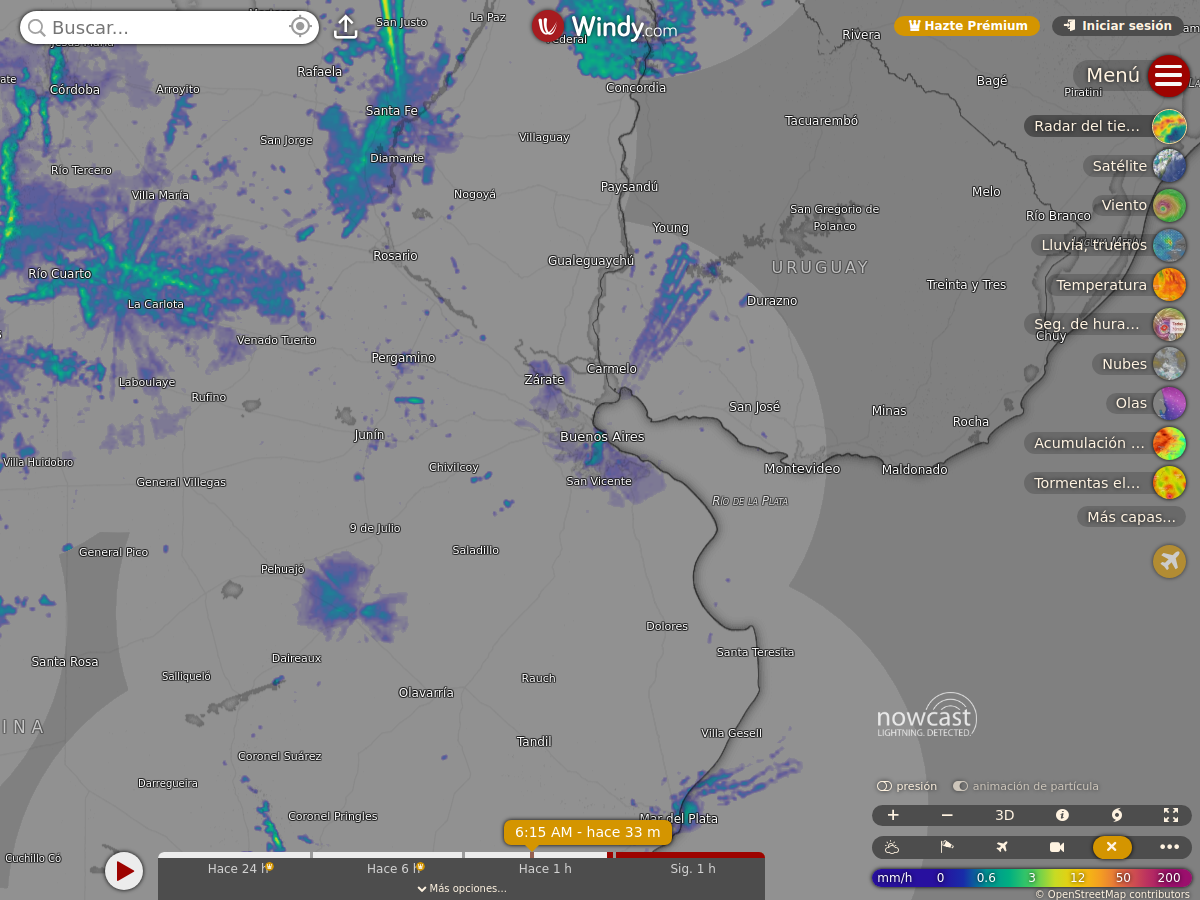 Buscar...
Windy.com
Hazte Prémium
Iniciar sesión
Menú
Radar del tie...
Satélite
Viento
Lluvia, truenos
Temperatura
Seg. de hura...
Nubes
Olas
Acumulación ...
Tormentas el...
Más capas...
San Justo
La Paz
Federal
Rivera
Rafaela
Córdoba
Arroyito
Concordia
Bagé
Piratini
Santa Fe
Tacuarembó
San Jorge
Villaguay
Diamante
Río Tercero
Villa María
Nogoyá
Paysandú
Melo
San Gregorio de
Polanco
Río Branco
Young
Rosario
Gualeguaychú
URUGUAY
Río Cuarto
La Carlota
Durazno
Treinta y Tres
Venado Tuerto
Chuy
Pergamino
Carmelo
Zárate
Laboulaye
Rufino
San José
Minas
Rocha
Junín
Buenos Aires
Villa Huidobro
Chivilcoy
Montevideo
Maldonado
General Villegas
San Vicente
Río de la Plata
9 de Julio
General Pico
Saladillo
Pehuajó
Dolores
Santa Rosa
Daireaux
Santa Teresita
Salliqueló
Rauch
Olavarría
INA
Tandil
Villa Gesell
Coronel Suárez
Darregueira
Coronel Pringles
Mar del Plata
Cuchillo Có
nowcast
LIGHTNING. DETECTED.
presión
animación de partícula
3D
6:15 AM - hace 33 m
Hace 24 h
Hace 6 h
Hace 1 h
Sig. 1 h
Más opciones...
mm/h 0 0.6 3 12 50 200
© OpenStreetMap contributors